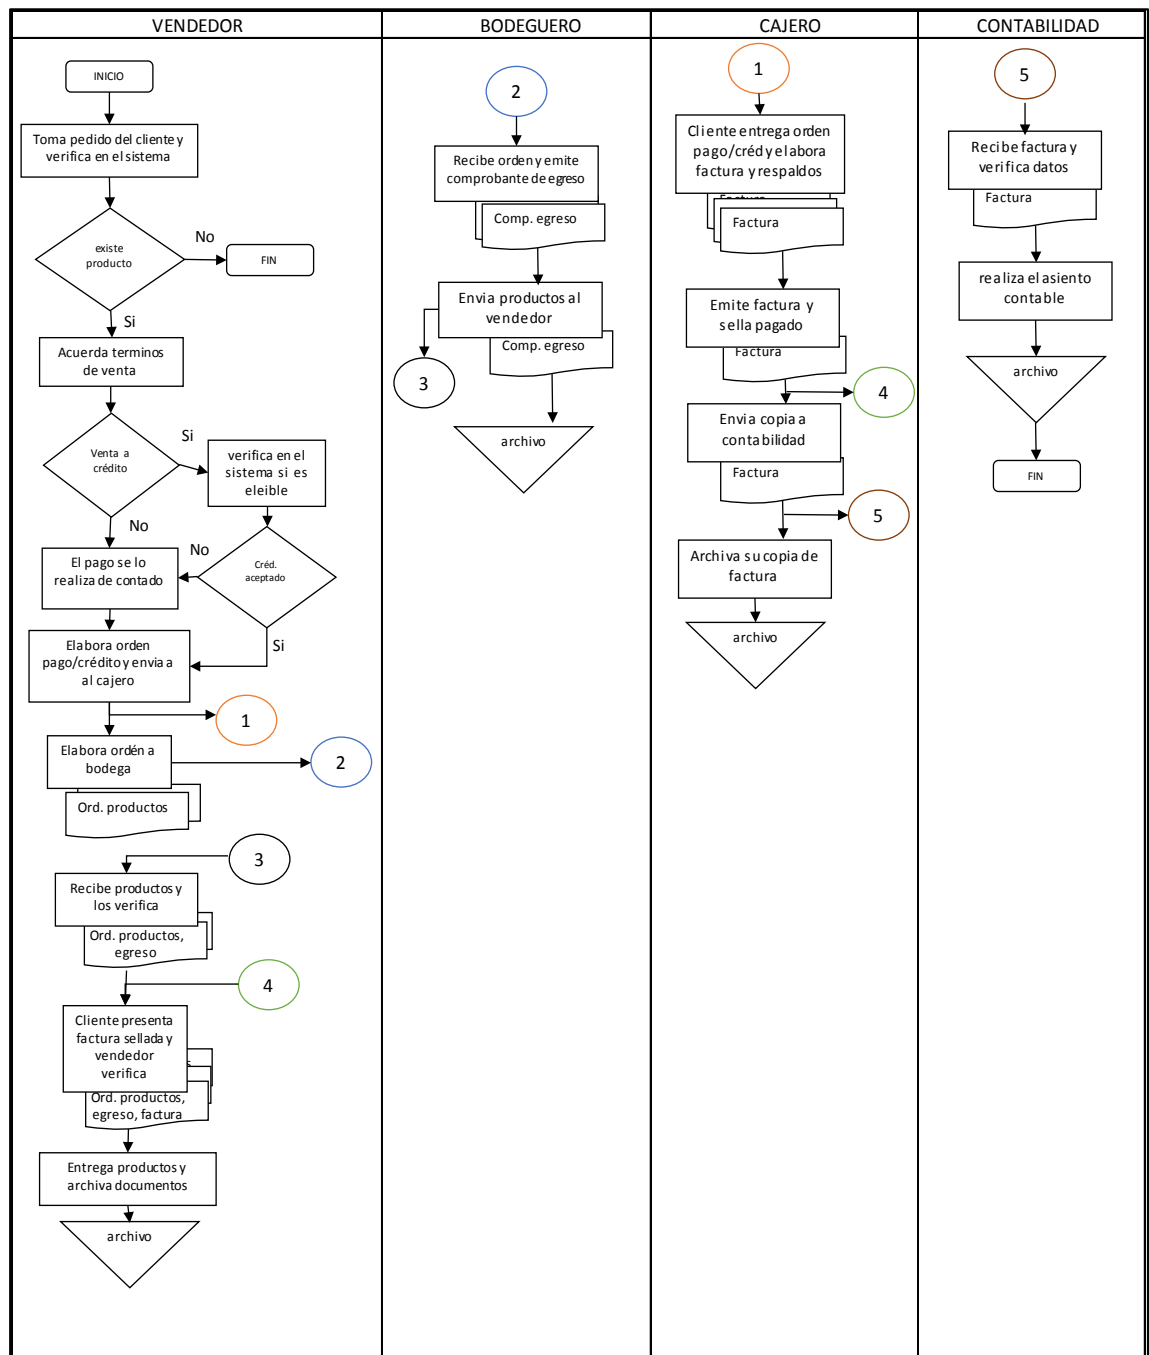 VENDEDOR
INICIO
Toma pedido del cliente y
verifica en el sistema
existe
producto
No
FIN
Si
Acuerda terminos
de venta
Venta a
crédito
Si
verifica en el
sistema si es
eleible
No
El pago se lo
realiza de contado
No
Créd.
aceptado
Si
Elabora orden
pago/crédito y envia a
al cajero
1
Elabora ordén a
bodega
2
Ord. productos
3
Recibe productos y
los verifica
Ord. productos,
egreso
4
Cliente presenta
factura sellada y
vendedor
verifica
s
Ord. productos,
egreso, factura
Entrega productos y
archiva documentos
archivo
BODEGUERO
2
Recibe orden y emite
comprobante de egreso
Comp. egreso
Envia productos al
vendedor
Comp. egreso
3
archivo
CAJERO
1
Cliente entrega orden
pago/créd y elabora
factura y respaldos
Factura
Factura
Emite factura y
sella pagado
Factura
4
Envia copia a
contabilidad
Factura
5
Archiva su copia de
factura
archivo
CONTABILIDAD
5
Recibe factura y
verifica datos
Factura
realiza el asiento
contable
archivo
FIN